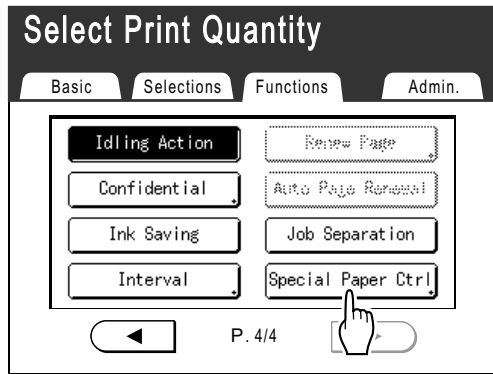 Select Print Quantity
Basic Selections Functions Admin.
Idling Action Renew Page
Confidential Auto Page Renewal
Ink Saving Job Separation
Interval Special Paper Ctrl
P. 4/4